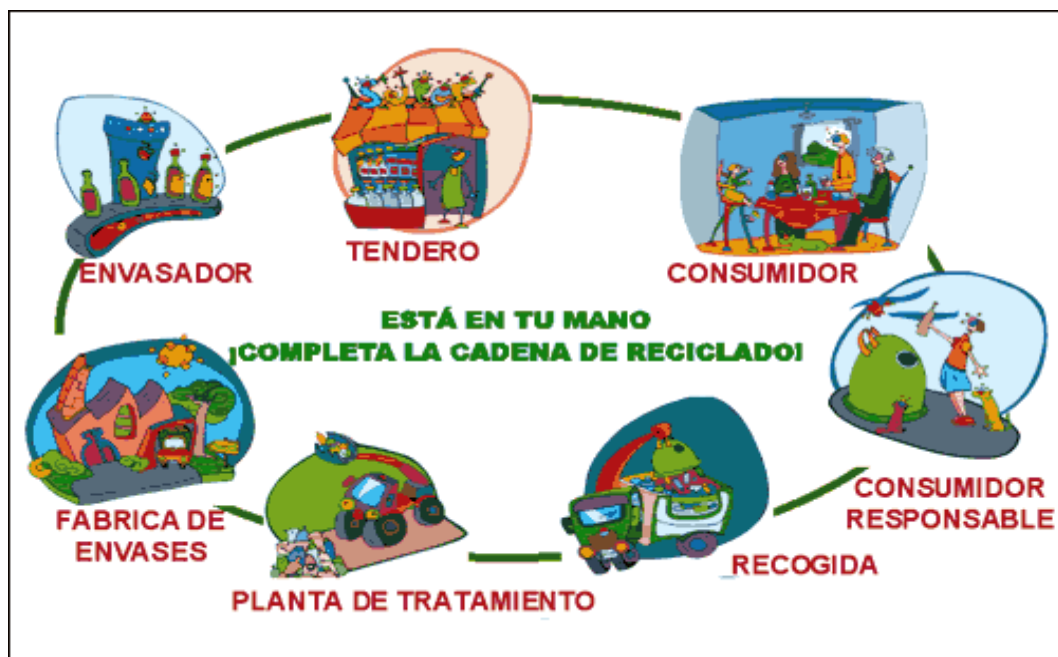 SUPER
TENDERO
ENVASADOR
CONSUMIDOR
ESTÁ EN TU MANO
¡COMPLETA LA CADENA DE RECICLADO!
CONSUMIDOR
RESPONSABLE
FABRICA DE
ENVASES
RECOGIDA
PLANTA DE TRATAMIENTO